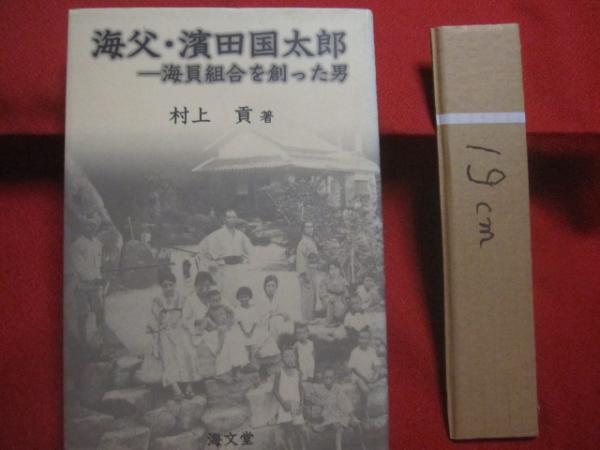 海父・濱田国太郎
―海員組合を創った男
村上 貢 著
海文堂
19cm